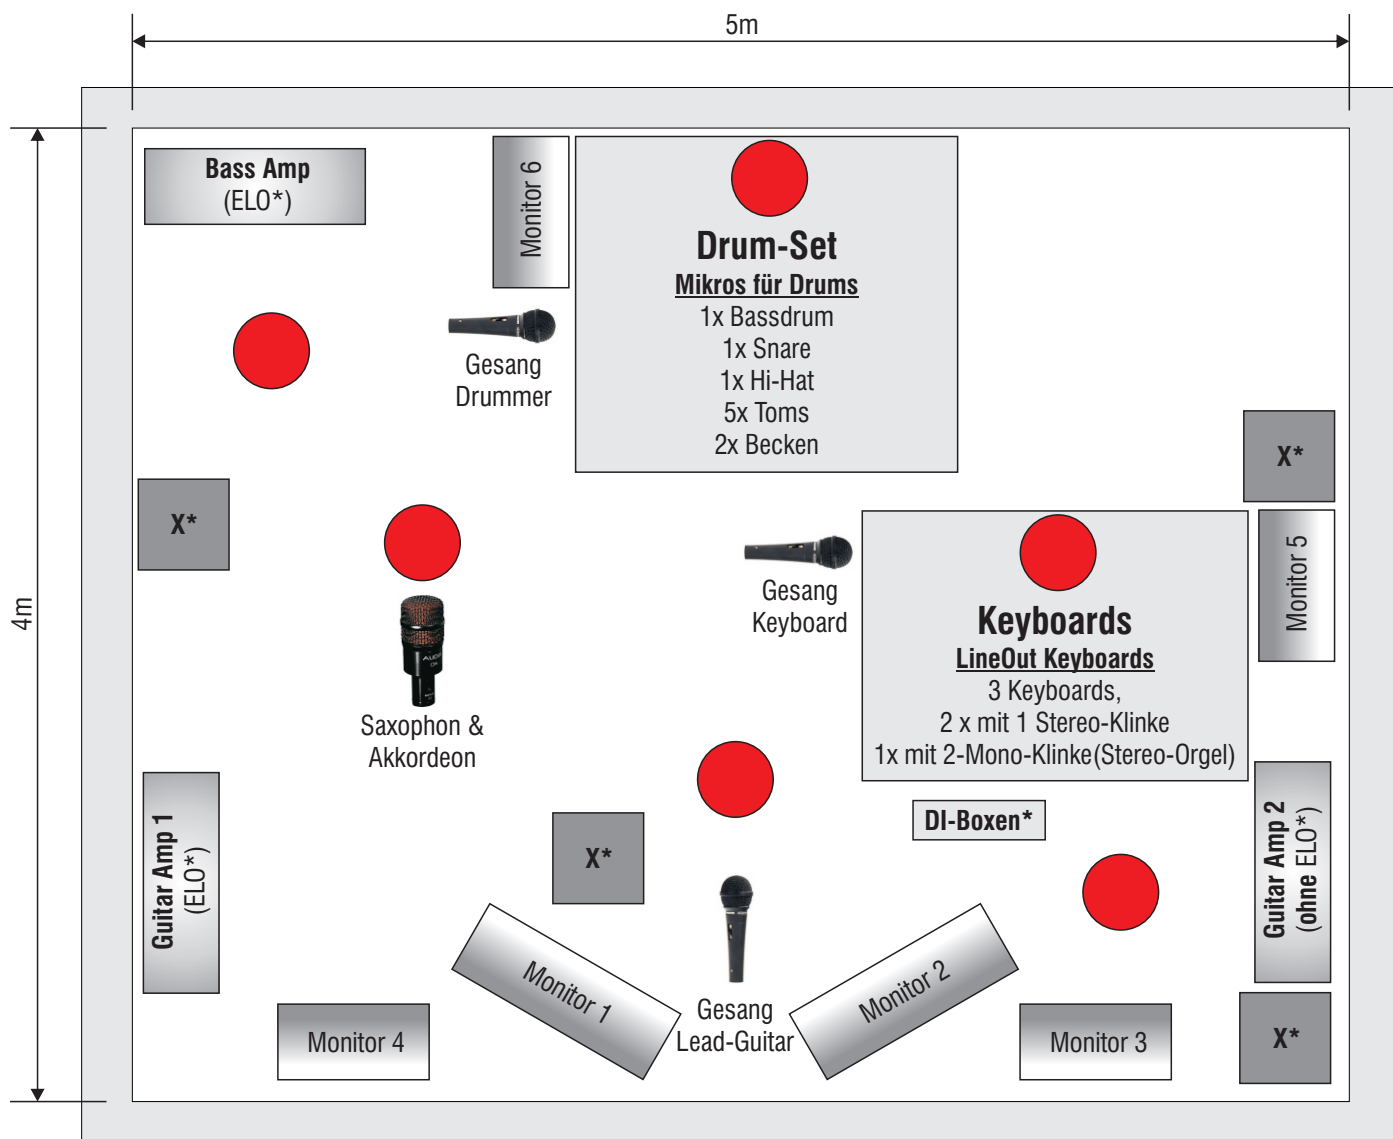 5m
4m
Bass Amp
(ELO*)
Monitor 6
Drum-Set
Mikros für Drums
1x Bassdrum
1x Snare
1x Hi-Hat
5x Toms
2x Becken
Gesang
Drummer
X*
X*
Gesang
Keyboard
Keyboards
LineOut Keyboards
3 Keyboards,
2 x mit 1 Stereo-Klinke
1x mit 2-Mono-Klinke(Stereo-Orgel)
Monitor 5
Saxophon &
Akkordeon
Guitar Amp 1
(ELO*)
X*
DI-Boxen*
Guitar Amp 2
(ohne ELO*)
Monitor 1
Monitor 2
Gesang
Lead-Guitar
Monitor 4
Monitor 3
X*